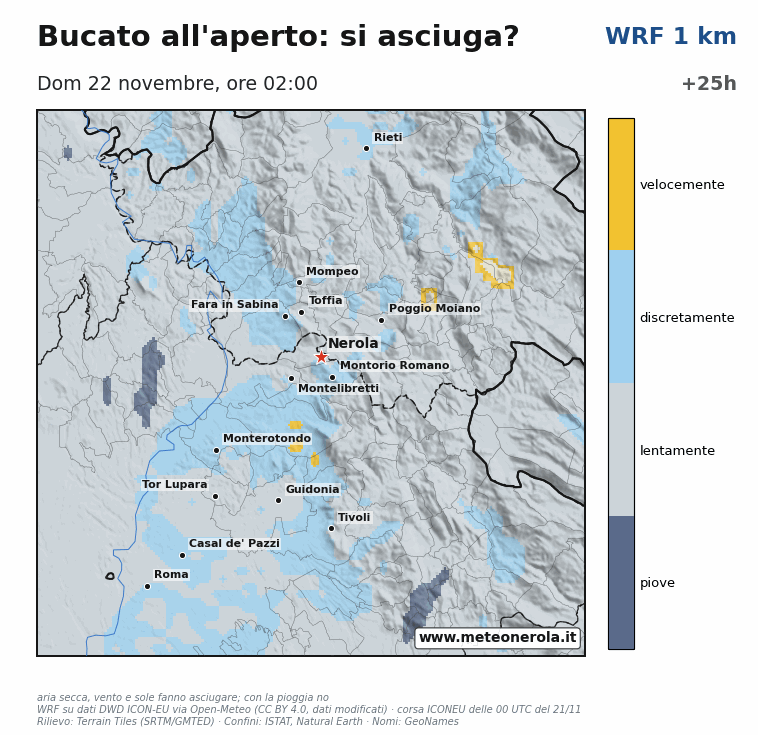 Bucato all'aperto: si asciuga?
WRF 1 km
Dom 22 novembre, ore 02:00
+25h
Rieti
Mompeo
Toffia
Fara in Sabina
Poggio Moiano
Nerola
Montorio Romano
Montelibretti
Monterotondo
Tor Lupara
Guidonia
Tivoli
Casal de' Pazzi
Roma
www.meteonerola.it
velocemente
discretamente
lentamente
piove
aria secca, vento e sole fanno asciugare; con la pioggia no
WRF su dati DWD ICON-EU via Open-Meteo (CC BY 4.0, dati modificati) · corsa ICONEU delle 00 UTC del 21/11
Rilievo: Terrain Tiles (SRTM/GMTED) · Confini: ISTAT, Natural Earth · Nomi: GeoNames